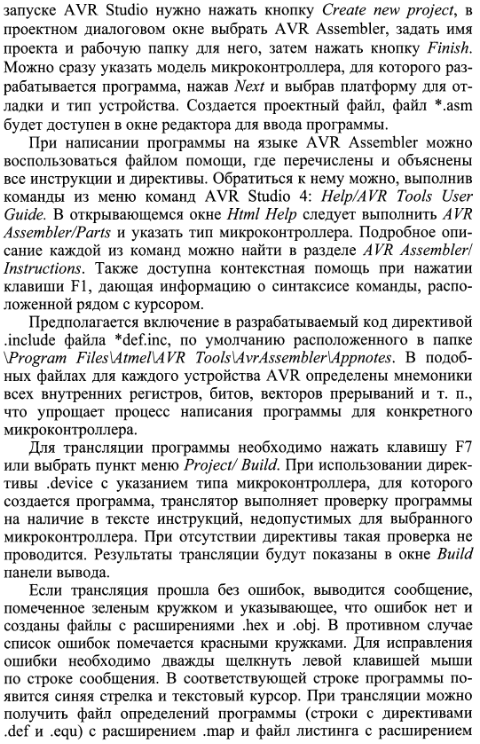 запуске AVR Studio нужно нажать кнопку Create new project, в
проектном диалоговом окне выбрать AVR Assembler, задать имя
проекта и рабочую папку для него, затем нажать кнопку Finish.
Можно сразу указать модель микроконтроллера, для которого раз-
рабатывается программа, нажав Next и выбрав платформу для от-
ладки и тип устройства. Создается проектный файл, файл *.asm
будет доступен в окне редактора для ввода программы.
При написании программы на языке AVR Assembler можно
воспользоваться файлом помощи, где перечислены и объяснены
все инструкции и директивы. Обратиться к нему можно, выполнив
команды из меню команд AVR Studio 4: Help/AVR Tools User
Guide. В открывающемся окне Html Help следует выполнить AVR
Assembler/Parts и указать тип микроконтроллера. Подробное опи-
сание каждой из команд можно найти в разделе AVR Assembler/
Instructions. Также доступна контекстная помощь при нажатии
клавиши F1, дающая информацию о синтаксисе команды, распо-
ложенной рядом с курсором.
Предполагается включение в разрабатываемый код директивой
.include файла *def.inc, по умолчанию расположенного в папке
\Program Files\Atmel\AVR Tools\AvrAssembler\Appnotes. В подоб-
ных файлах для каждого устройства AVR определены мнемоники
всех внутренних регистров, битов, векторов прерываний и т. п.,
что упрощает процесс написания программы для конкретного
микроконтроллера.
Для трансляции программы необходимо нажать клавишу F7
или выбрать пункт меню Project/ Build. При использовании дирек-
тивы .device с указанием типа микроконтроллера, для которого
создается программа, транслятор выполняет проверку программы
на наличие в тексте инструкций, недопустимых для выбранного
микроконтроллера. При отсутствии директивы такая проверка не
проводится. Результаты трансляции будут показаны в окне Build
панели вывода.
Если трансляция прошла без ошибок, выводится сообщение,
помеченное зеленым кружком и указывающее, что ошибок нет и
созданы файлы с расширениями .hex и .obj. В противном случае
список ошибок помечается красными кружками. Для исправления
ошибки необходимо дважды щелкнуть левой клавишей мыши
по строке сообщения. В соответствующей строке программы по-
явится синяя стрелка и текстовый курсор. При трансляции можно
получить файл определений программы (строки с директивами
.def и .equ) с расширением .map и файл листинга с расширением